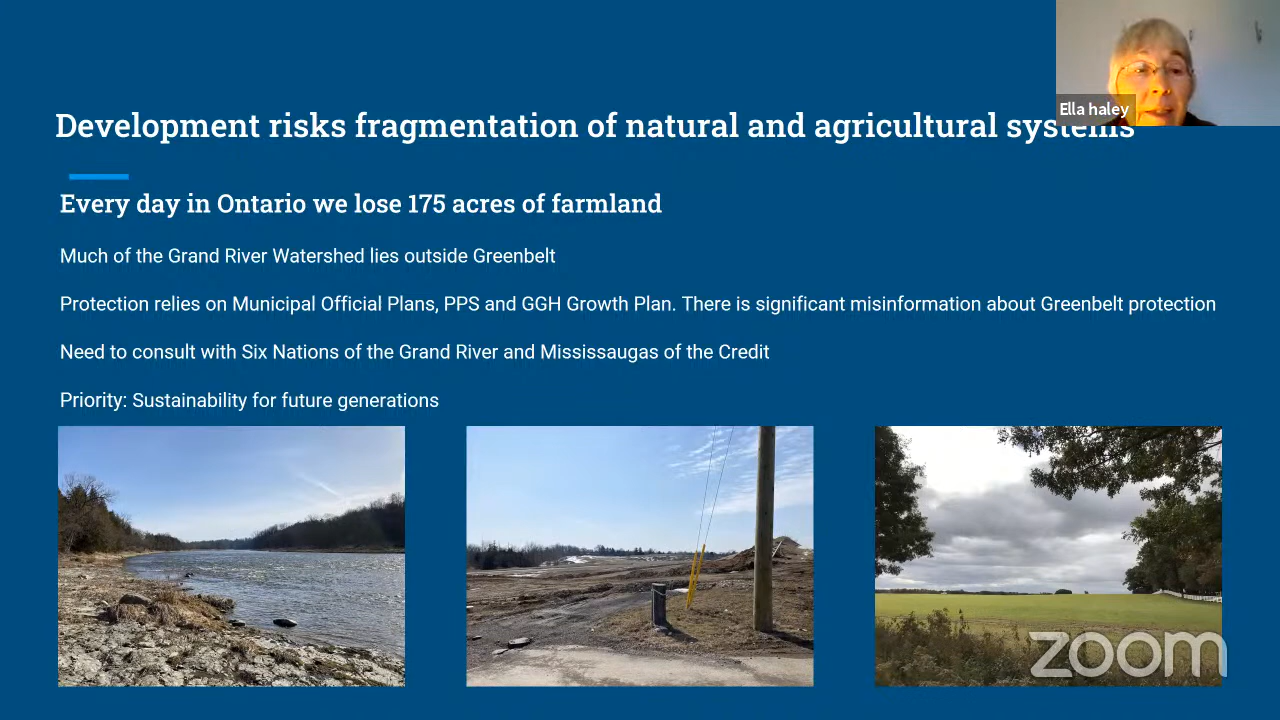 Ella haley
Development risks fragmentation of natural and agricultural systems
Every day in Ontario we lose 175 acres of farmland
Much of the Grand River Watershed lies outside Greenbelt
Protection relies on Municipal Official Plans, PPS and GGH Growth Plan. There is significant misinformation about Greenbelt protection
Need to consult with Six Nations of the Grand River and Mississaugas of the Credit
Priority: Sustainability for future generations
zoom